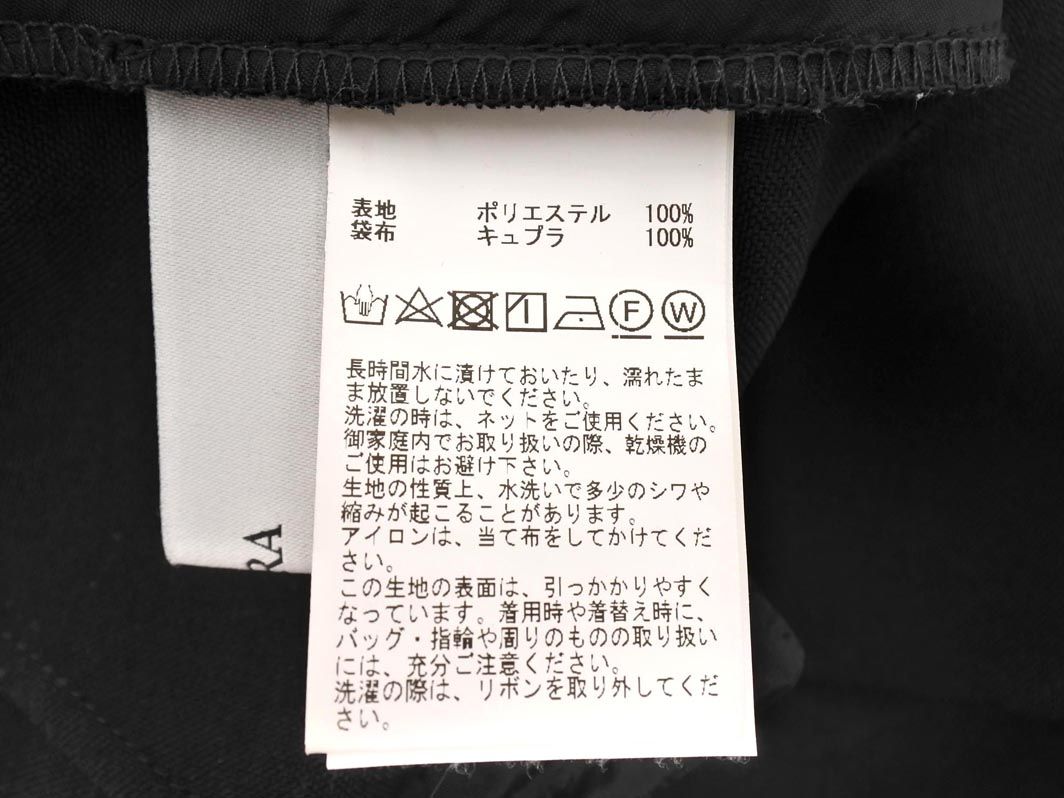 表地 ポリエステル 100%
袋布 キュプラ 100%
F W
長時間水に漬けておいたり、濡れたま
ま放置しないでください。
洗濯の時は、ネットをご使用ください。
御家庭内でお取り扱いの際、乾燥機の
ご使用はお避け下さい。
生地の性質上、水洗いで多少のシワや
縮みが起こることがあります。
アイロンは、当て布をしてかけてくだ
さい。
この生地の表面は、引っかかりやすく
なっています。着用時や着替え時に、
バッグ・指輪や周りのものの取り扱い
には、充分ご注意ください。
洗濯の際は、リボンを取り外してくだ
さい。
RA